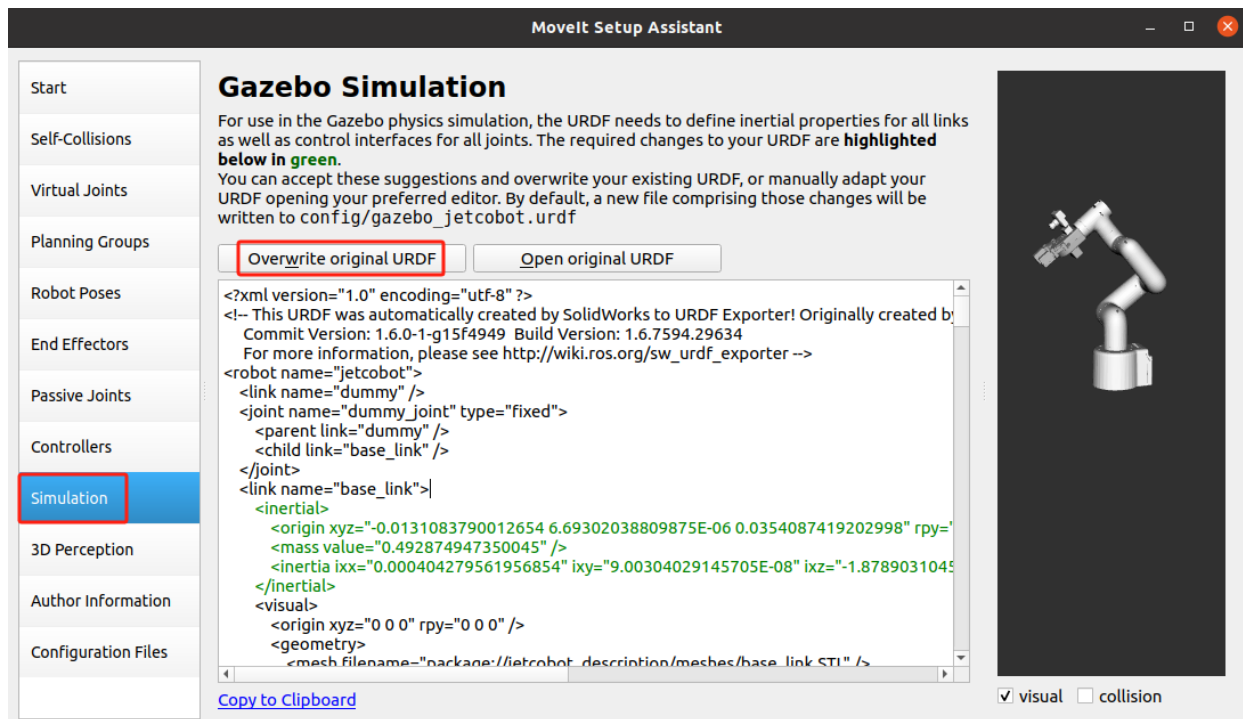 MoveIt Setup Assistant
Start
Self-Collisions
Virtual Joints
Planning Groups
Robot Poses
End Effectors
Passive Joints
Controllers
Simulation
3D Perception
Author Information
Configuration Files
Gazebo Simulation
For use in the Gazebo physics simulation, the URDF needs to define inertial properties for all links
as well as control interfaces for all joints. The required changes to your URDF are highlighted
below in green.
You can accept these suggestions and overwrite your existing URDF, or manually adapt your
URDF opening your preferred editor. By default, a new file comprising those changes will be
written to config/gazebo_jetcobot.urdf
Overwrite original URDF
Open original URDF
<?xml version="1.0" encoding="utf-8" ?>
<!-- This URDF was automatically created by SolidWorks to URDF Exporter! Originally created by
Commit Version: 1.6.0-1-g15f4949  Build Version: 1.6.7594.29634
For more information, please see http://wiki.ros.org/sw_urdf_exporter -->
<robot name="jetcobot">
<link name="dummy" />
<joint name="dummy_joint" type="fixed">
<parent link="dummy" />
<child link="base_link" />
</joint>
<link name="base_link">
<inertial>
<origin xyz="-0.0131083790012654 6.69302038809875E-06 0.0354087419202998" rpy="
<mass value="0.492874947350045" />
<inertia ixx="0.000404279561956854" ixy="9.00304029145705E-08" ixz="-1.8789031045
</inertial>
<visual>
<origin xyz="0 0 0" rpy="0 0 0" />
<geometry>
<mesh filename="package://jetcobot_description/meshes/base_link.STL" />
Copy to Clipboard
visual
collision